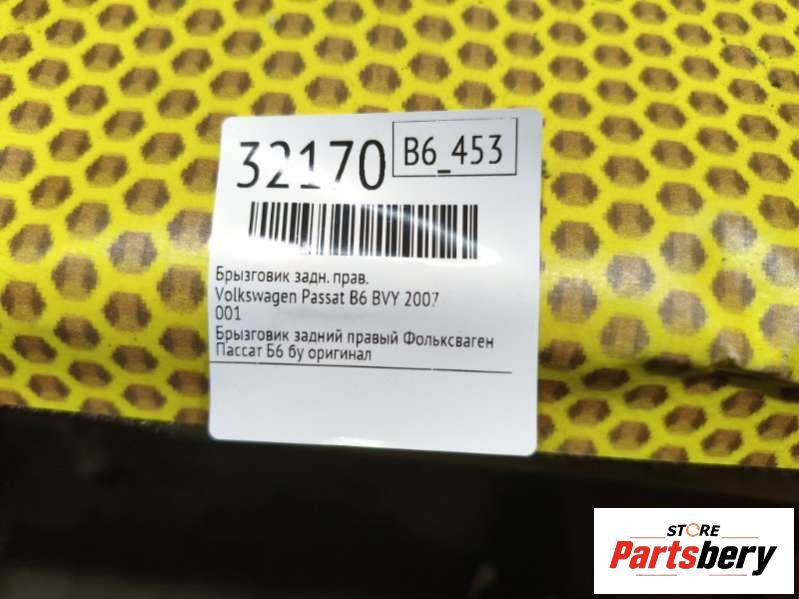 32170
B6_453
Брызговик задн. прав.
Volkswagen Passat B6 BVY 2007
001
Брызговик задний правый Фольксваген
Пассат Б6 бу оригинал
STORE
Partsbery